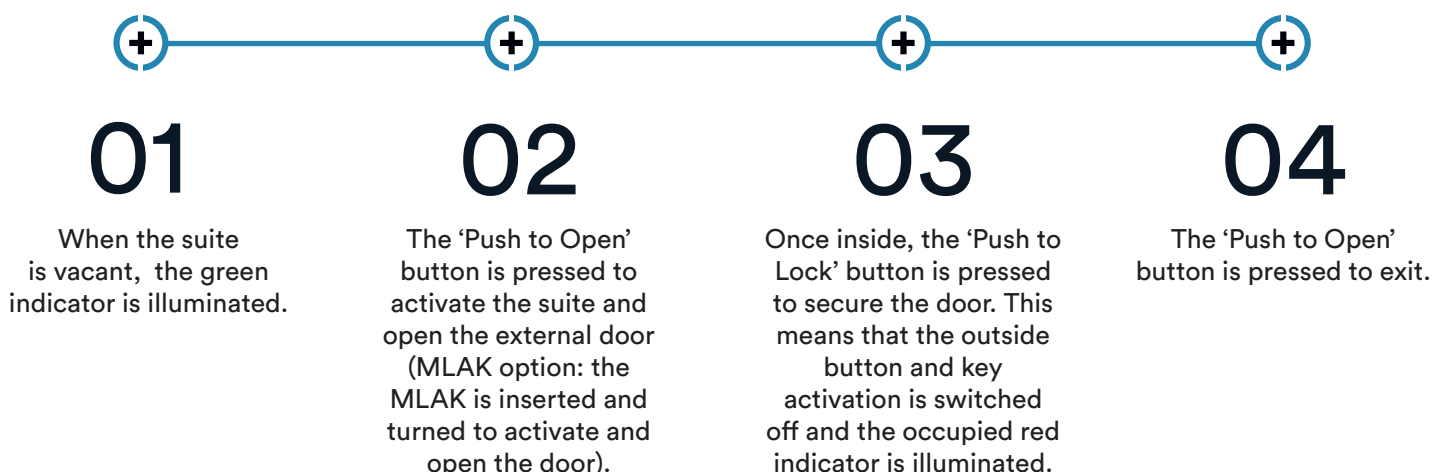 01
When the suite
is vacant,  the green
indicator is illuminated.
02
The ‘Push to Open’
button is pressed to
activate the suite and
open the external door
(MLAK option: the
MLAK is inserted and
turned to activate and
open the door).
03
Once inside, the ‘Push to
Lock’ button is pressed
to secure the door. This
means that the outside
button and key
activation is switched
off and the occupied red
indicator is illuminated.
04
The ‘Push to Open’
button is pressed to exit.